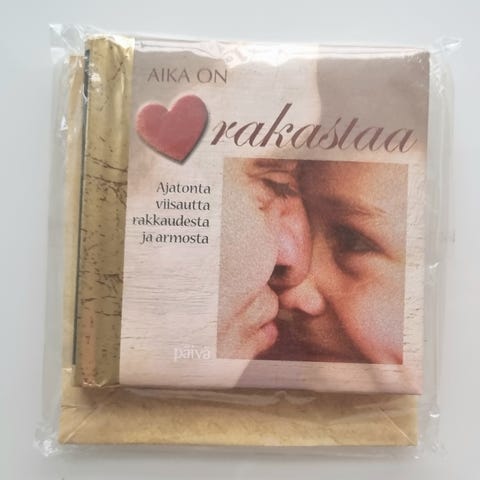 AIKA ON
rakastaa
Ajatonta
viisautta
rakkaudesta
ja armosta
päivä